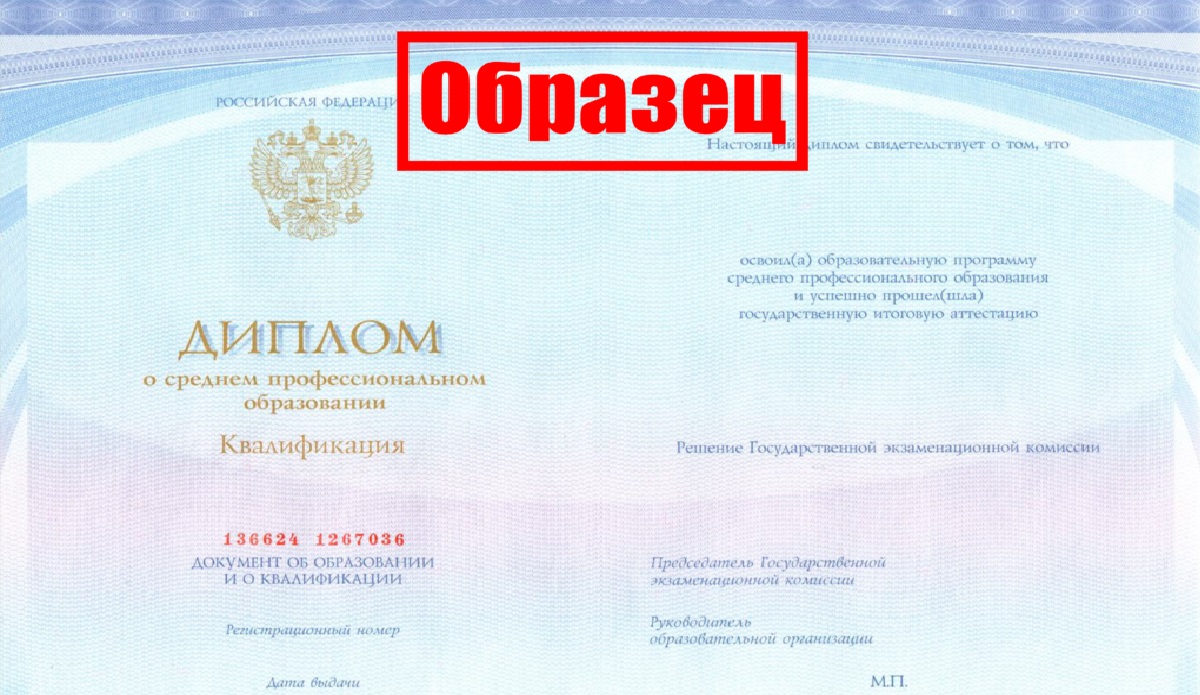 Образец
РОССИЙСКАЯ ФЕДЕРАЦИ
ДИПЛОМ
о среднем профессиональном
образовании
Квалификация
136624 1267036
ДОКУМЕНТ ОБ ОБРАЗОВАНИИ
И О КВАЛИФИКАЦИИ
Регистрационный номер
Дата выдачи
Настоящий диплом свидетельствует о том, что
освоил(а) образовательную программу
среднего профессионального образования
и успешно прошел(шла)
государственную итоговую аттестацию
Решение Государственной экзаменационной комиссии
Председатель Государственной
экзаменационной комиссии
Руководитель
образовательной организации
М.П.